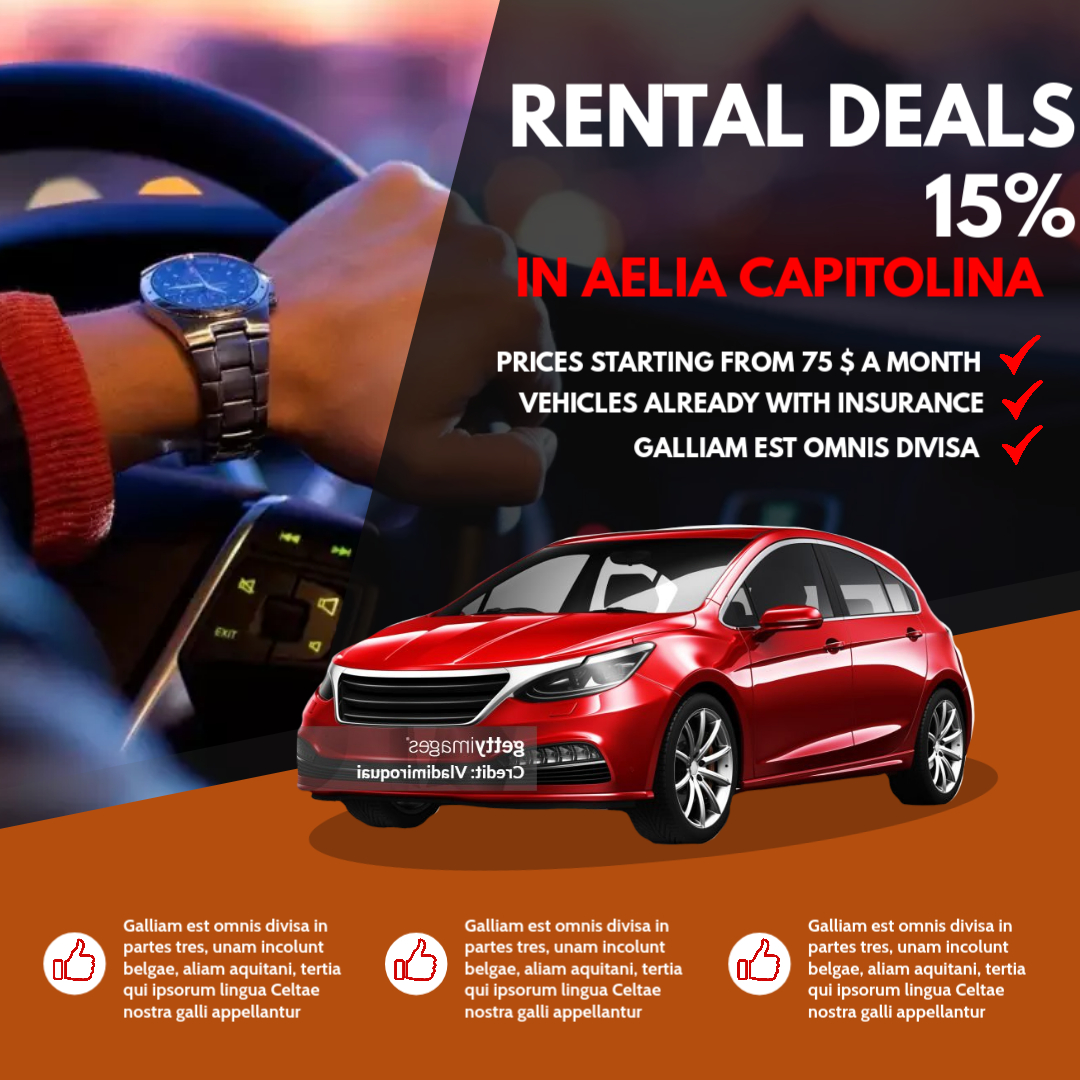 RENTAL DEALS
15%
IN AELIA CAPITOLINA
PRICES STARTING FROM 75 $ A MONTH
VEHICLES ALREADY WITH INSURANCE
GALLIAM EST OMNIS DIVISA
EXIT
gettyimages®
Credit: Vladimiroquai
Galliam est omnis divisa in
partes tres, unam incolunt
belgae, aliam aquitani, tertia
qui ipsorum lingua Celtae
nostra galli appellantur
Galliam est omnis divisa in
partes tres, unam incolunt
belgae, aliam aquitani, tertia
qui ipsorum lingua Celtae
nostra galli appellantur
Galliam est omnis divisa in
partes tres, unam incolunt
belgae, aliam aquitani, tertia
qui ipsorum lingua Celtae
nostra galli appellantur